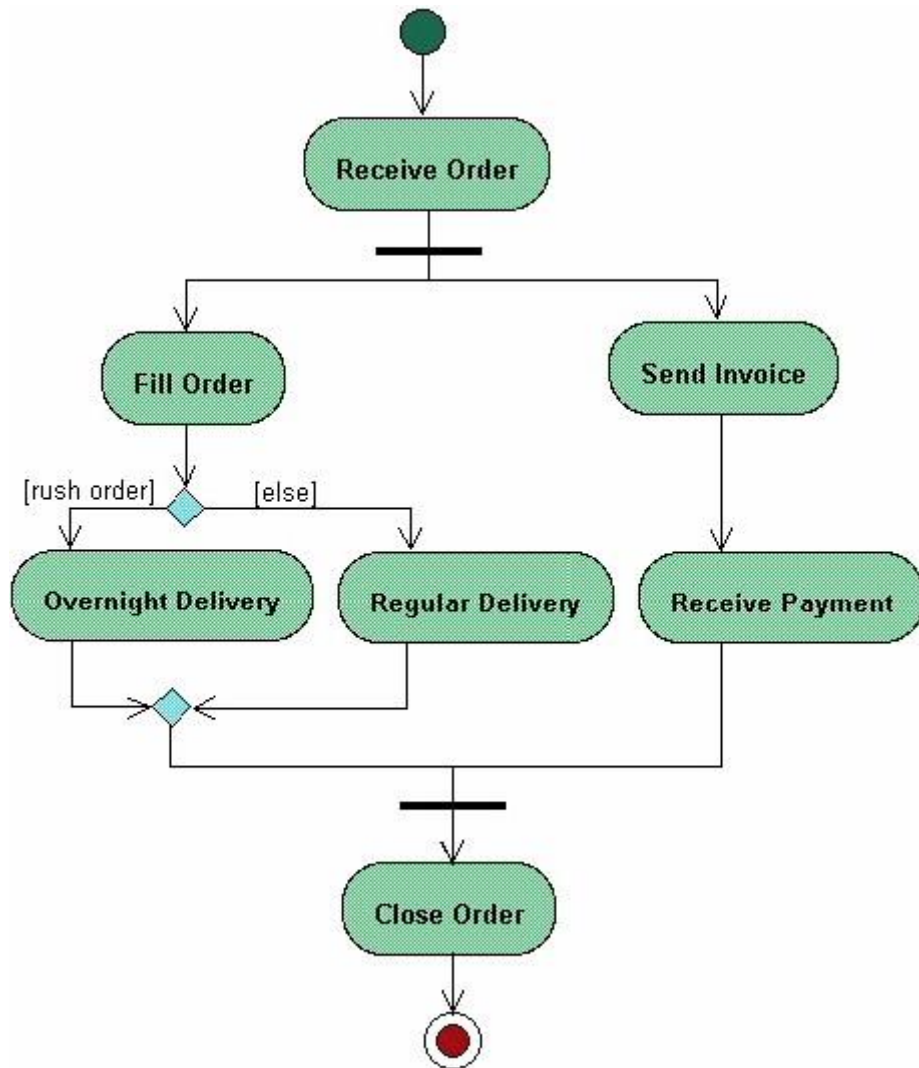 Receive Order
Fill Order
Send Invoice
[rush order]
[else]
Overnight Delivery
Regular Delivery
Receive Payment
Close Order